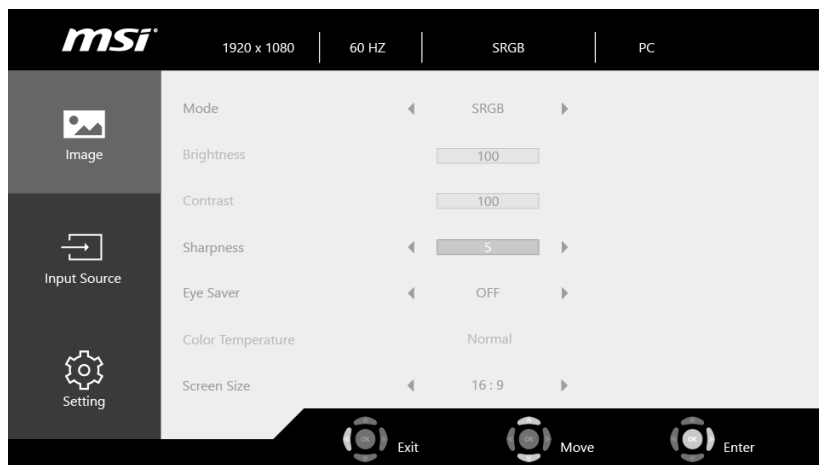 msi
1920 x 1080 60 HZ SRGB PC
Image
Input Source
Setting
Mode SRGB
Brightness 100
Contrast 100
Sharpness 5
Eye Saver OFF
Color Temperature Normal
Screen Size 16 : 9
OK Exit
OK Move
OK Enter